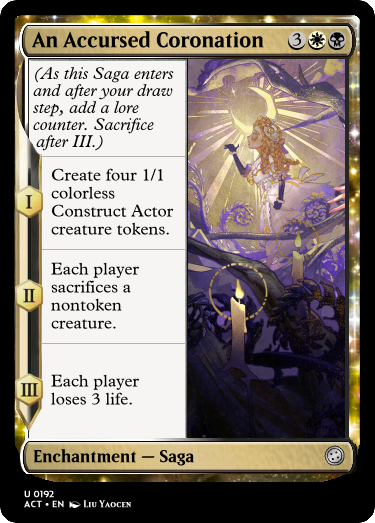 An Accursed Coronation 3
(As this Saga enters
and after your draw
step, add a lore
counter. Sacrifice
after III.)
I
Create four 1/1
colorless
Construct Actor
creature tokens.
II
Each player
sacrifices a
nontoken
creature.
III
Each player
loses 3 life.
Enchantment — Saga
U 0192
ACT • EN Liu Yaocen